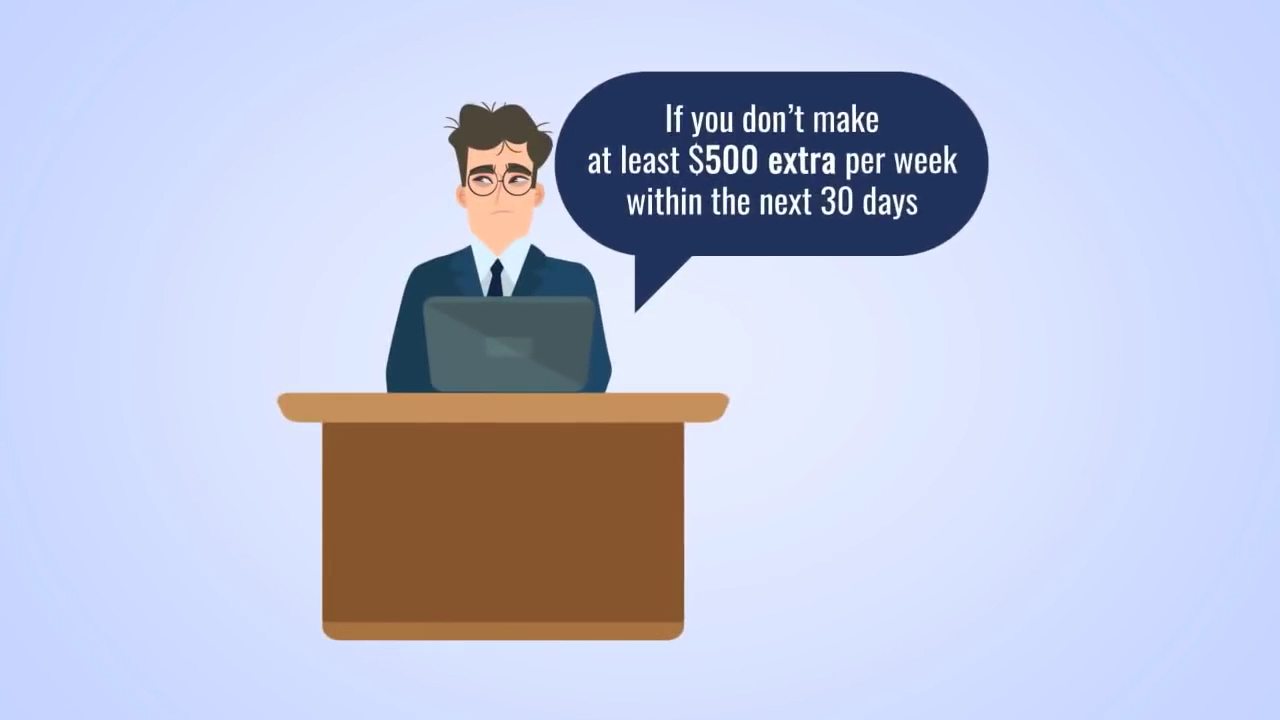 If you don’t make
at least $500 extra per week
within the next 30 days